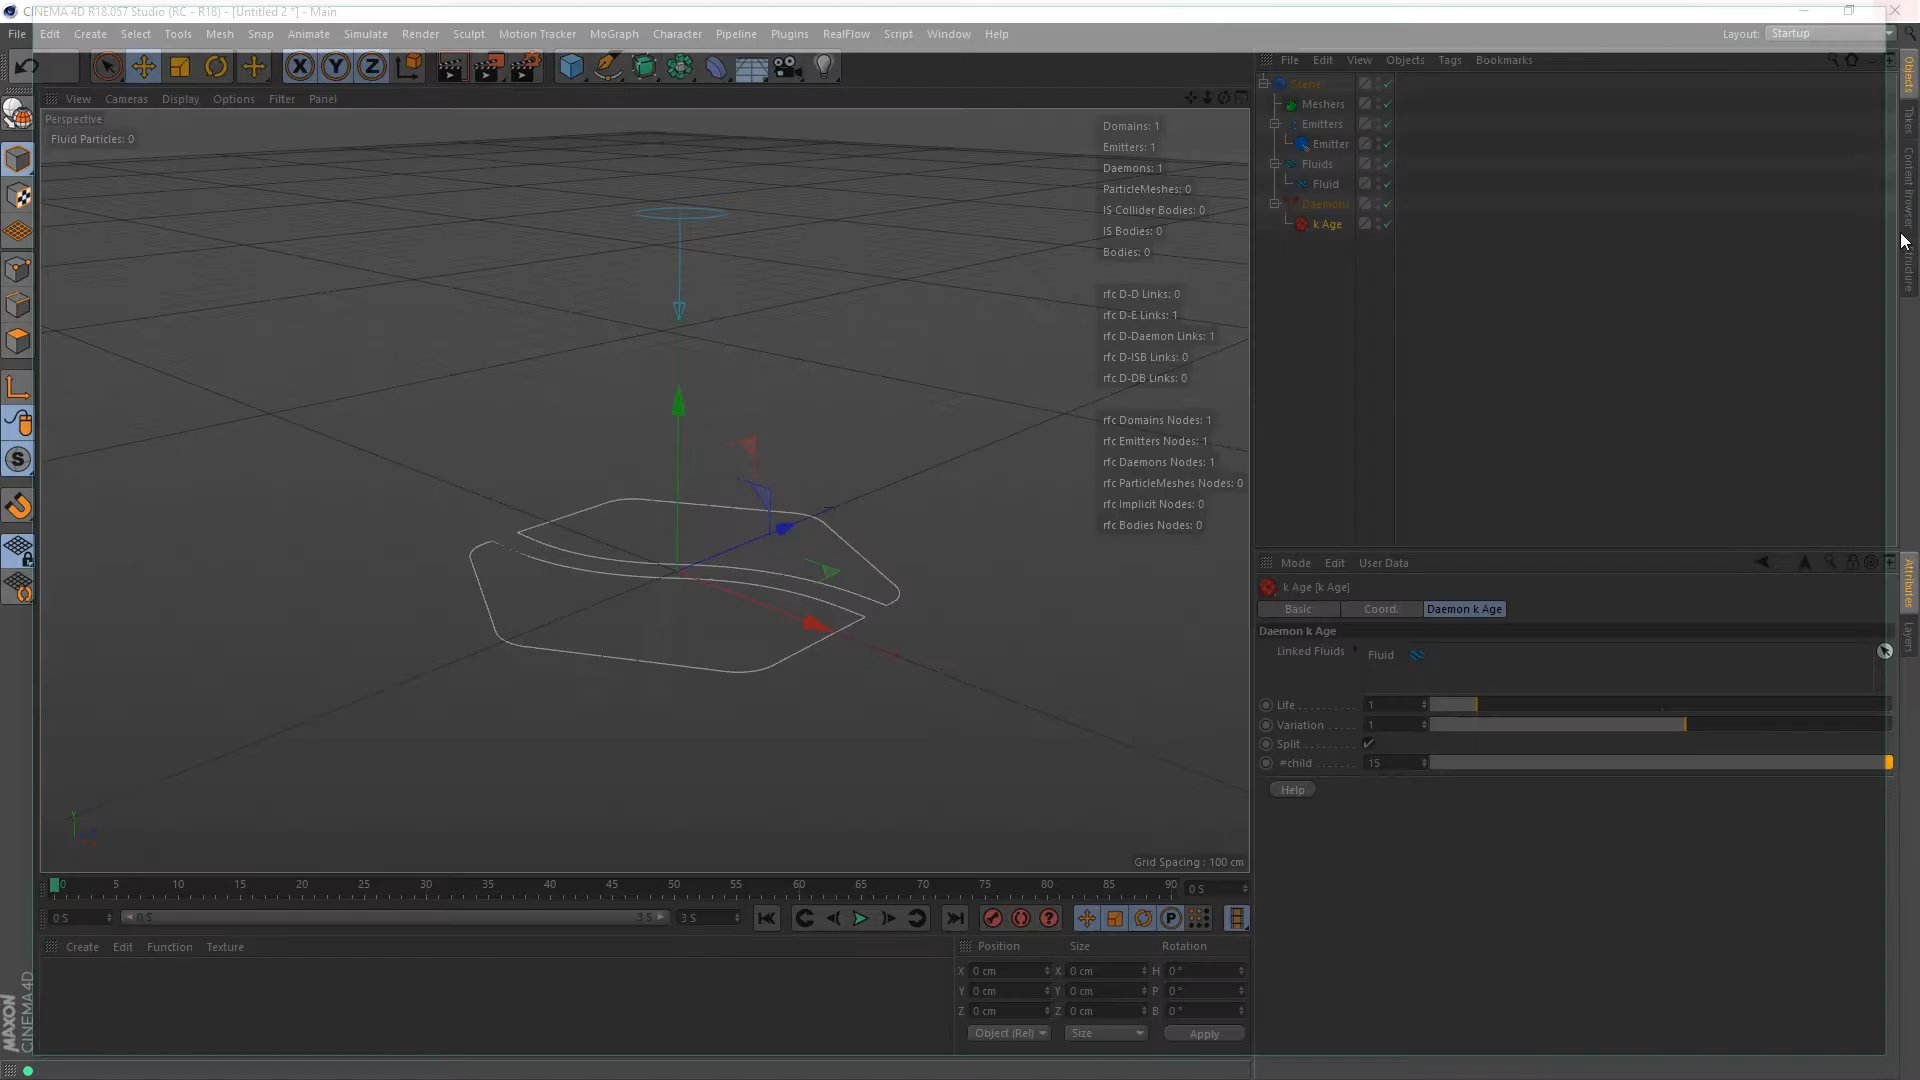 CINEMA 4D R18.057 Studio (RC - R18) - [Untitled 2 *] - Main
File Edit Create Select Tools Mesh Snap Animate Simulate Render Sculpt Motion Tracker MoGraph Character Pipeline Plugins RealFlow Script Window Help Layout: Startup
View Cameras Display Options Filter Panel
Perspective
Fluid Particles: 0
Domains: 1
Emitters: 1
Daemons: 1
ParticleMeshes: 0
IS Collider Bodies: 0
IS Bodies: 0
Bodies: 0
rfc D-D Links: 0
rfc D-E Links: 1
rfc D-Daemon Links: 1
rfc D-ISB Links: 0
rfc D-DB Links: 0
rfc Domains Nodes: 1
rfc Emitters Nodes: 1
rfc Daemons Nodes: 1
rfc ParticleMeshes Nodes: 0
rfc Implicit Nodes: 0
rfc Bodies Nodes: 0
Y
Grid Spacing : 100 cm
0 5 10 15 20 25 30 35 40 45 50 55 60 65 70 75 80 85 90 0 S
0 S 0 S 3 S 3 S
Create Edit Function Texture
Position Size Rotation
X 0 cm X 0 cm H 0 °
Y 0 cm Y 0 cm P 0 °
Z 0 cm Z 0 cm B 0 °
Object (Rel) Size Apply
MAXON
CINEMA 4D
File Edit View Objects Tags Bookmarks
Scene
Meshers
Emitters
Emitter
Fluids
Fluid
Daemons
k Age
Objects
Takes
Content Browser
Structure
Mode Edit User Data
k Age [k Age]
Basic Coord. Daemon k Age
Daemon k Age
Linked Fluids Fluid
Life 1
Variation 1
Split
#child 15
Help
Attributes
Layers